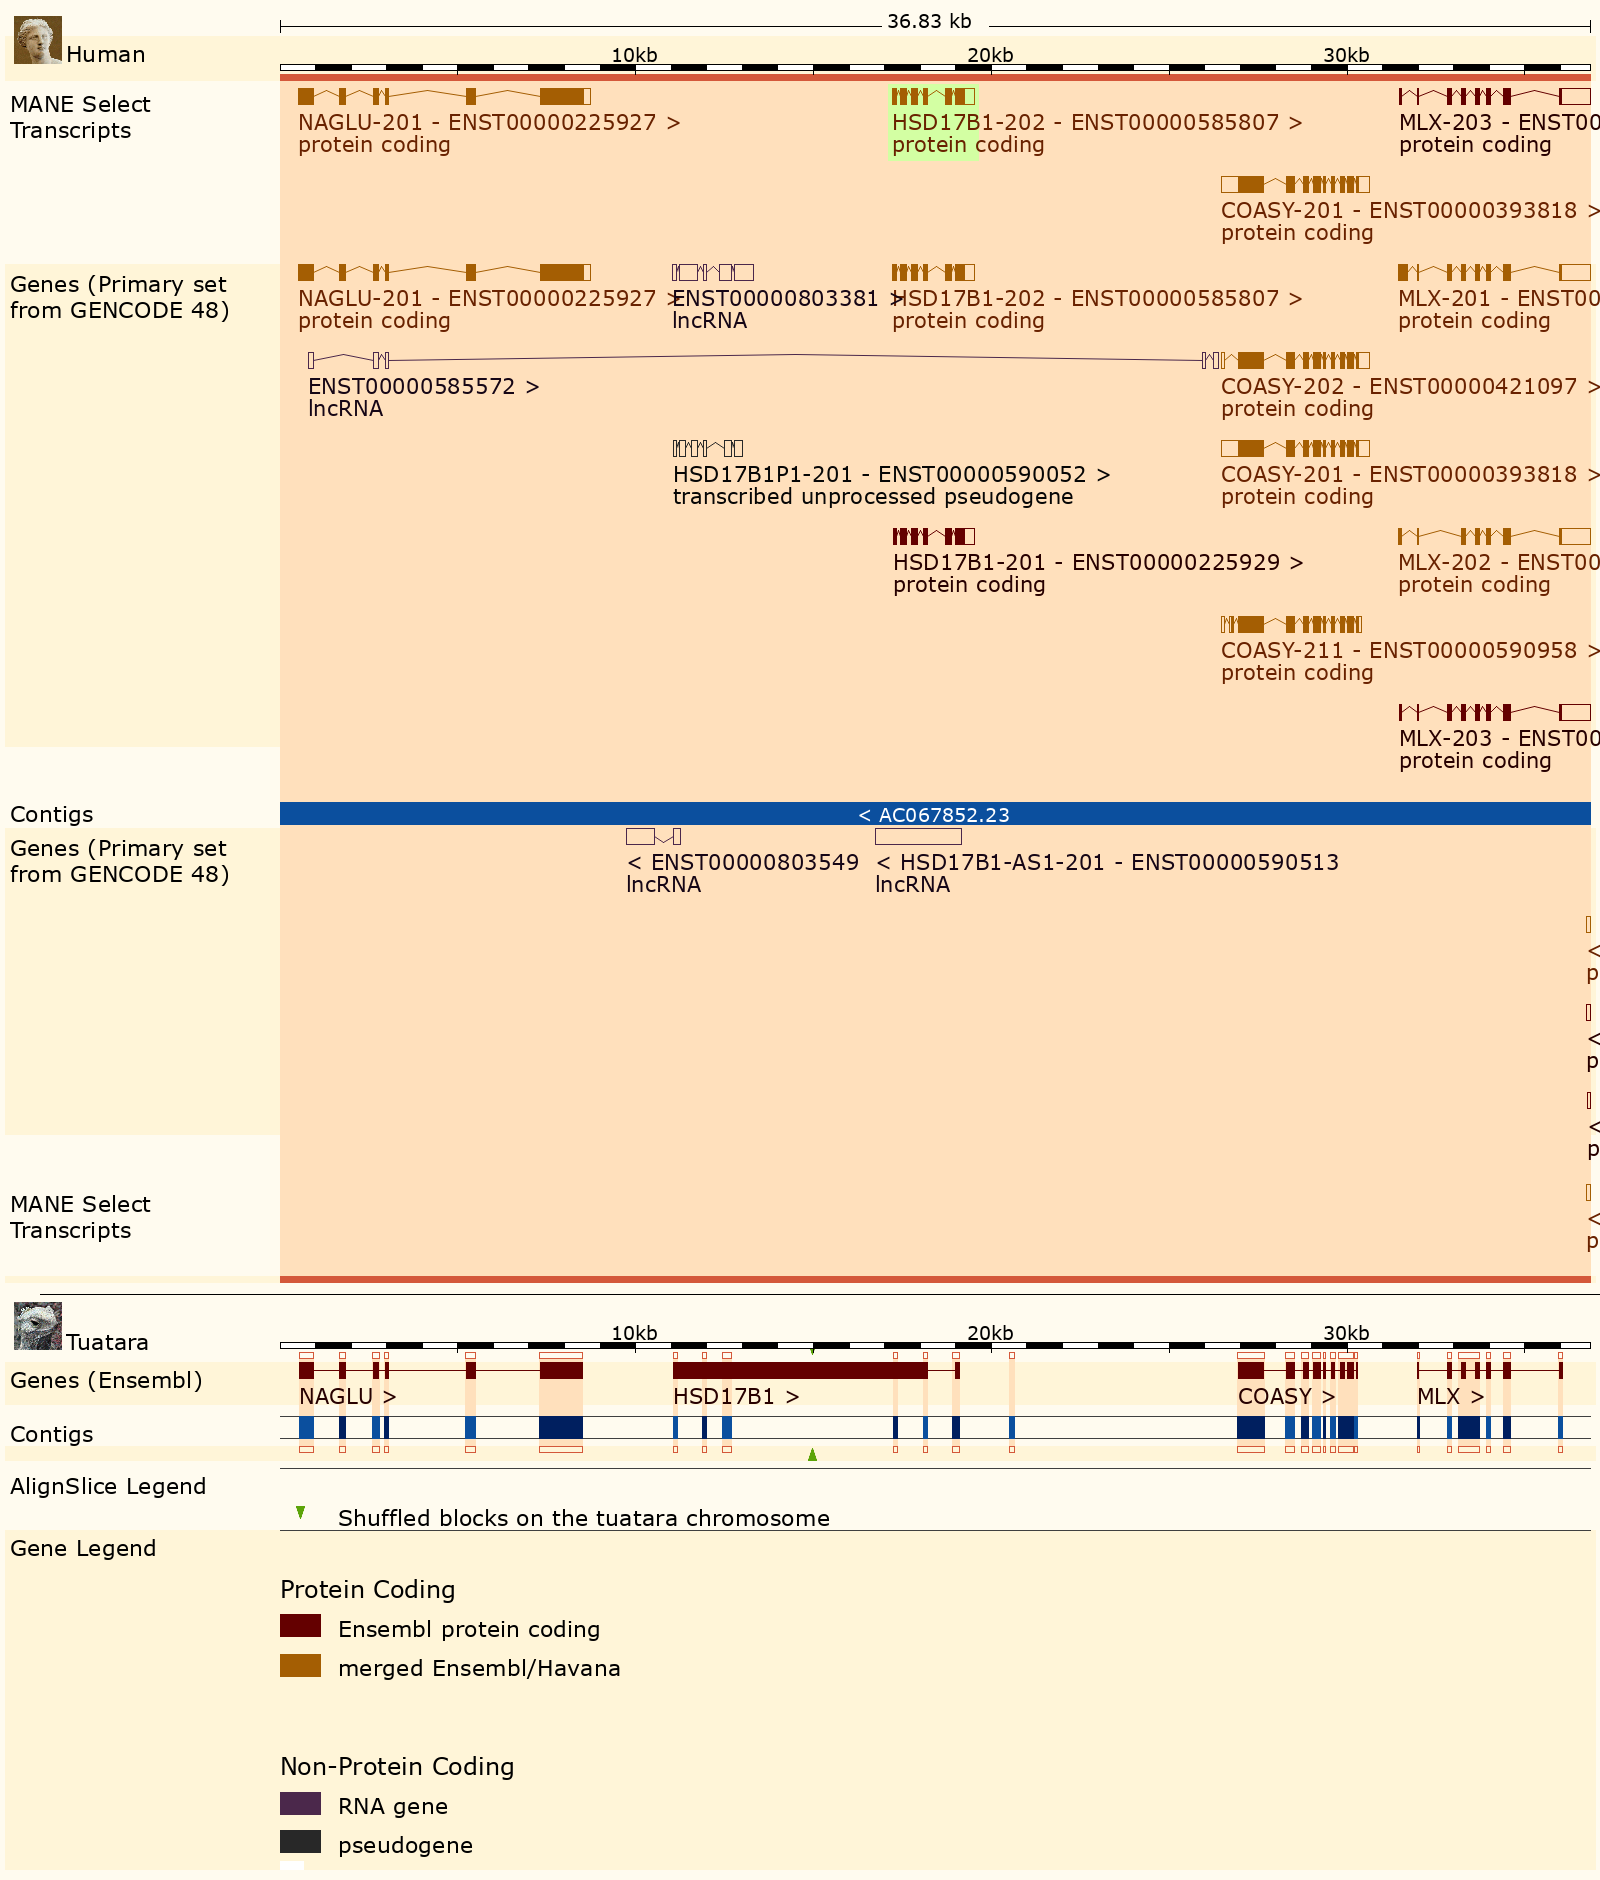 36.83 kb
Human
10kb 20kb 30kb
MANE Select
Transcripts
NAGLU-201 - ENST00000225927 > HSD17B1-202 - ENST00000585807 > MLX-203 - ENST00
protein coding protein coding protein coding
COASY-201 - ENST00000393818 >
protein coding
Genes (Primary set
from GENCODE 48)
NAGLU-201 - ENST00000225927 > ENST00000803381 > HSD17B1-202 - ENST00000585807 > MLX-201 - ENST00
protein coding lncRNA protein coding protein coding
ENST00000585572 > COASY-202 - ENST00000421097 >
lncRNA protein coding
HSD17B1P1-201 - ENST00000590052 > COASY-201 - ENST00000393818 >
transcribed unprocessed pseudogene protein coding
HSD17B1-201 - ENST00000225929 > MLX-202 - ENST00
protein coding protein coding
COASY-211 - ENST00000590958 >
protein coding
MLX-203 - ENST00
protein coding
Contigs
< AC067852.23
Genes (Primary set
from GENCODE 48)
< ENST00000803549 < HSD17B1-AS1-201 - ENST00000590513
lncRNA lncRNA
<
p
<
p
<
p
MANE Select
Transcripts
<
p
Tuatara
10kb 20kb 30kb
Genes (Ensembl)
NAGLU > HSD17B1 > COASY > MLX >
Contigs
AlignSlice Legend
Shuffled blocks on the tuatara chromosome
Gene Legend
Protein Coding
Ensembl protein coding
merged Ensembl/Havana
Non-Protein Coding
RNA gene
pseudogene